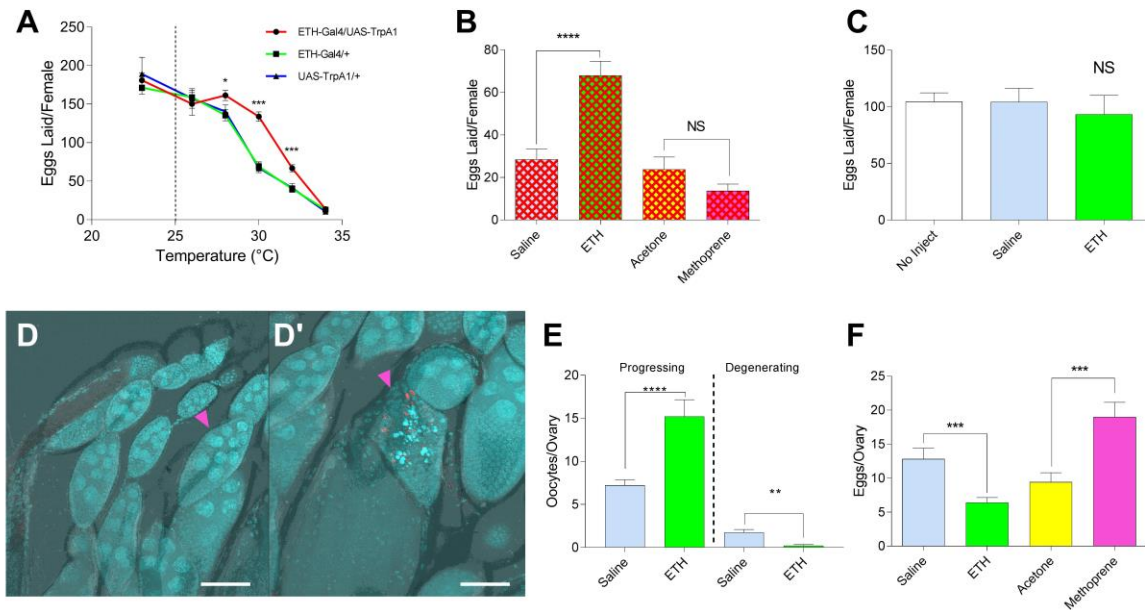 A
Eggs Laid/Female
250
200
150
100
50
0
20
25
30
35
Temperature (°C)
ETH-Gal4/UAS-TrpA1
ETH-Gal4/+
UAS-TrpA1/+
*
***
***
B
Eggs Laid/Female
80
60
40
20
0
****
NS
Saline
ETH
Acetone
Methoprene
C
Eggs Laid/Female
150
100
50
0
NS
No Inject
Saline
ETH
D
D'
E
Progressing
Degenerating
Oocytes/Ovary
20
15
10
5
0
****
**
Saline
ETH
Saline
ETH
F
Eggs/Ovary
25
20
15
10
5
0
***
***
Saline
ETH
Acetone
Methoprene